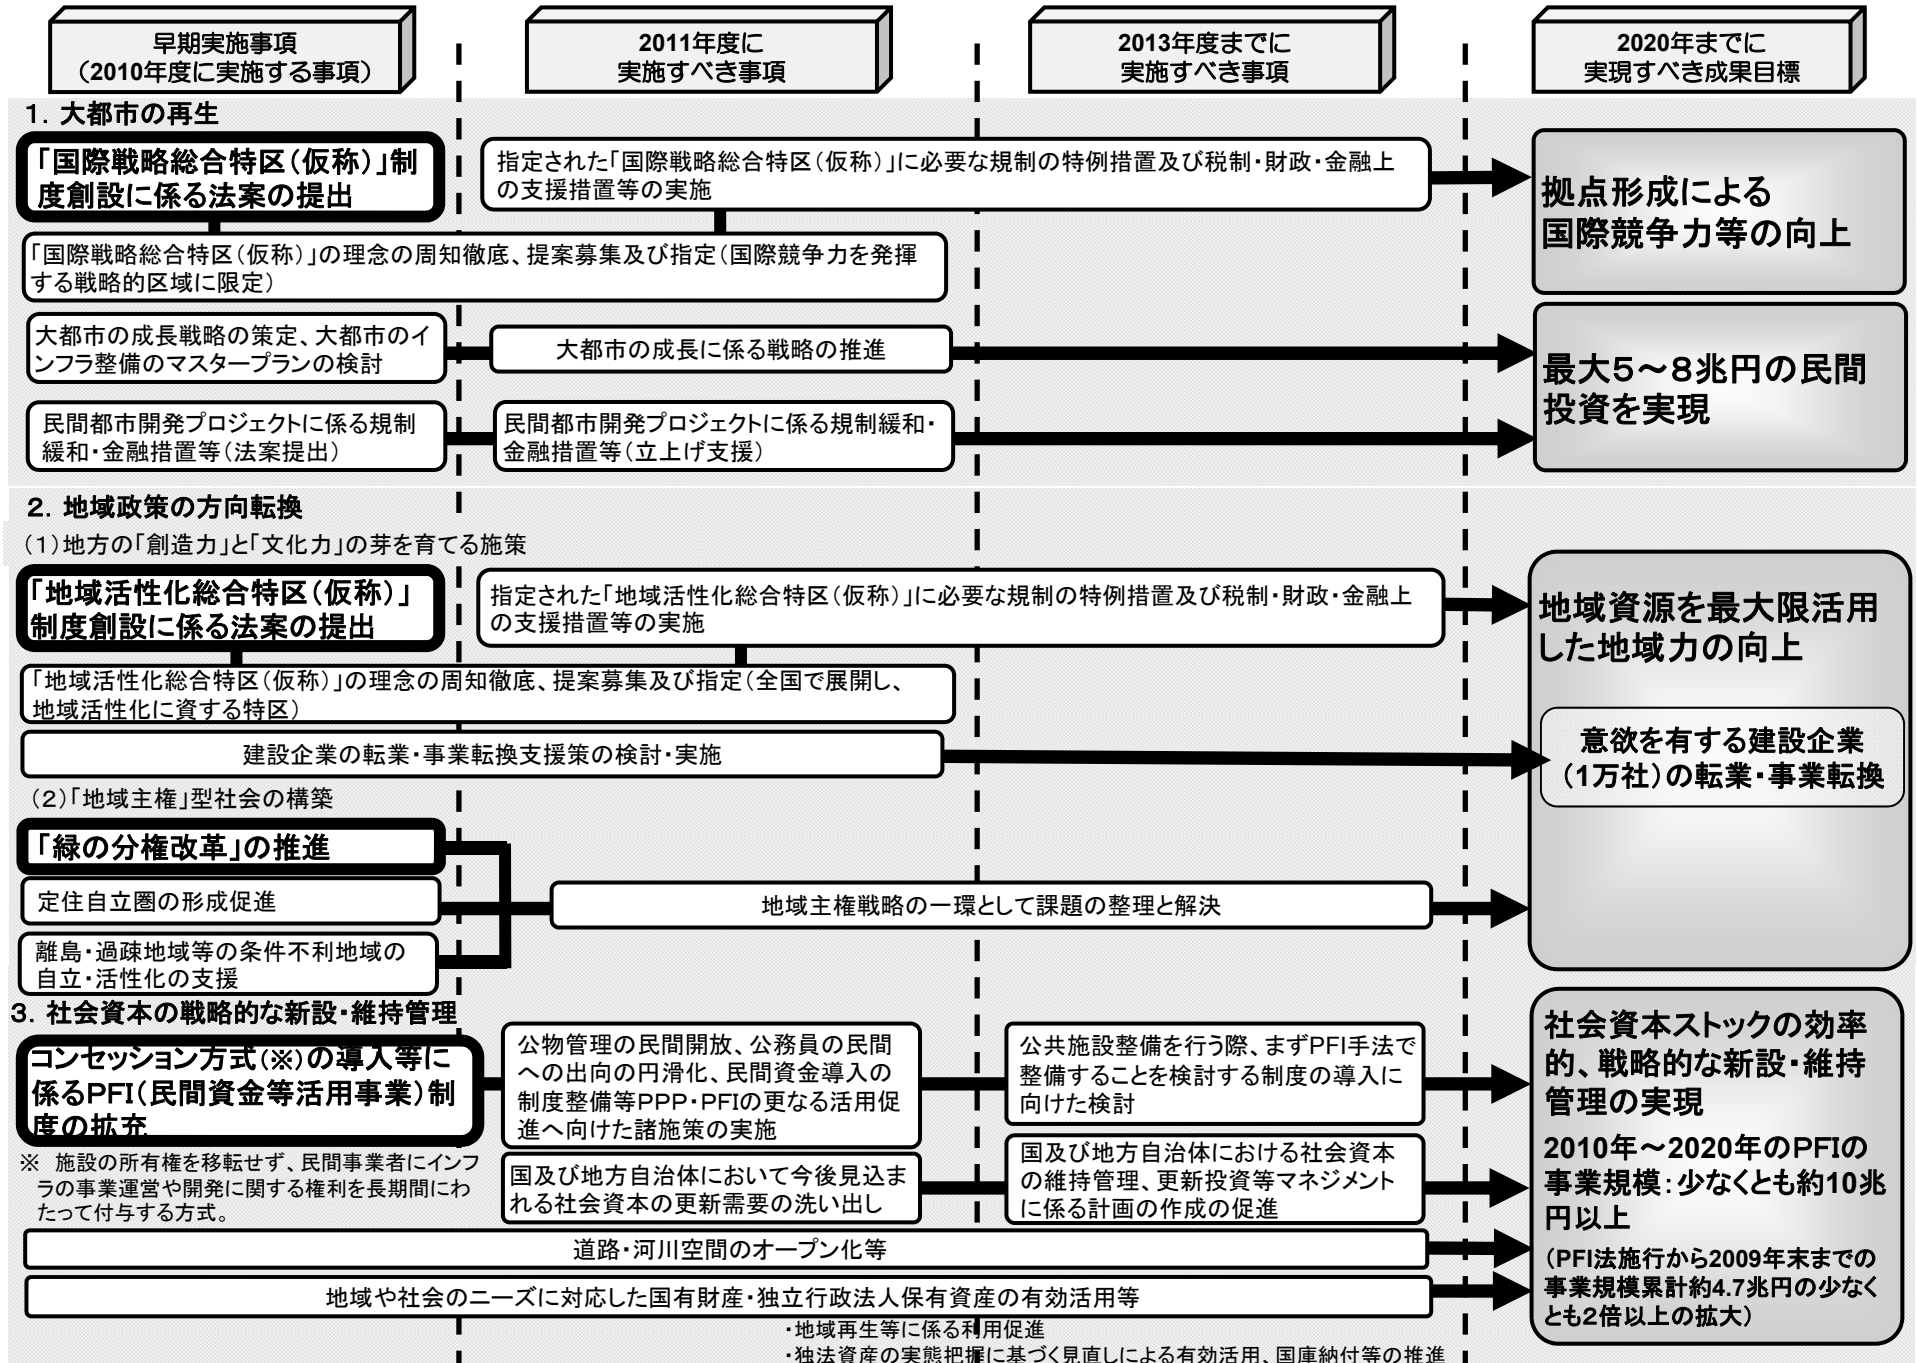 早期実施事項
（2010年度に実施する事項）
2011年度に
実施すべき事項
2013年度までに
実施すべき事項
2020年までに
実現すべき成果目標
１．大都市の再生
「国際戦略総合特区（仮称）」制
度創設に係る法案の提出
指定された「国際戦略総合特区（仮称）」に必要な規制の特例措置及び税制・財政・金融上
の支援措置等の実施
拠点形成による
国際競争力等の向上
「国際戦略総合特区（仮称）」の理念の周知徹底、提案募集及び指定（国際競争力を発揮
する戦略的区域に限定）
大都市の成長戦略の策定、大都市のイ
ンフラ整備のマスタープランの検討
大都市の成長に係る戦略の推進
最大５～８兆円の民間
投資を実現
民間都市開発プロジェクトに係る規制
緩和・金融措置等（法案提出）
民間都市開発プロジェクトに係る規制緩和・
金融措置等（立上げ支援）
２．地域政策の方向転換
（１）地方の「創造力」と「文化力」の芽を育てる施策
「地域活性化総合特区（仮称）」
制度創設に係る法案の提出
指定された「地域活性化総合特区（仮称）」に必要な規制の特例措置及び税制・財政・金融上
の支援措置等の実施
地域資源を最大限活用
した地域力の向上
「地域活性化総合特区（仮称）」の理念の周知徹底、提案募集及び指定（全国で展開し、
地域活性化に資する特区）
建設企業の転業・事業転換支援策の検討・実施
意欲を有する建設企業
（1万社）の転業・事業転換
（２）「地域主権」型社会の構築
「緑の分権改革」の推進
定住自立圏の形成促進
地域主権戦略の一環として課題の整理と解決
離島・過疎地域等の条件不利地域の
自立・活性化の支援
３．社会資本の戦略的な新設・維持管理
コンセッション方式（※）の導入等に
係るPFI（民間資金等活用事業）制
度の拡充
公物管理の民間開放、公務員の民間
への出向の円滑化、民間資金導入の
制度整備等PPP・PFIの更なる活用促
進へ向けた諸施策の実施
公共施設整備を行う際、まずPFI手法で
整備することを検討する制度の導入に
向けた検討
社会資本ストックの効率
的、戦略的な新設・維持
管理の実現
2010年～2020年のPFIの
事業規模：少なくとも約10兆
円以上
（PFI法施行から2009年末までの
事業規模累計約4.7兆円の少なく
とも2倍以上の拡大）
※　施設の所有権を移転せず、民間事業者にインフ
ラの事業運営や開発に関する権利を長期間にわ
たって付与する方式。
国及び地方自治体において今後見込ま
れる社会資本の更新需要の洗い出し
国及び地方自治体における社会資本
の維持管理、更新投資等マネジメント
に係る計画の作成の促進
道路・河川空間のオープン化等
地域や社会のニーズに対応した国有財産・独立行政法人保有資産の有効活用等
・地域再生等に係る利用促進
・独法資産の実態把握に基づく見直しによる有効活用、国庫納付等の推進